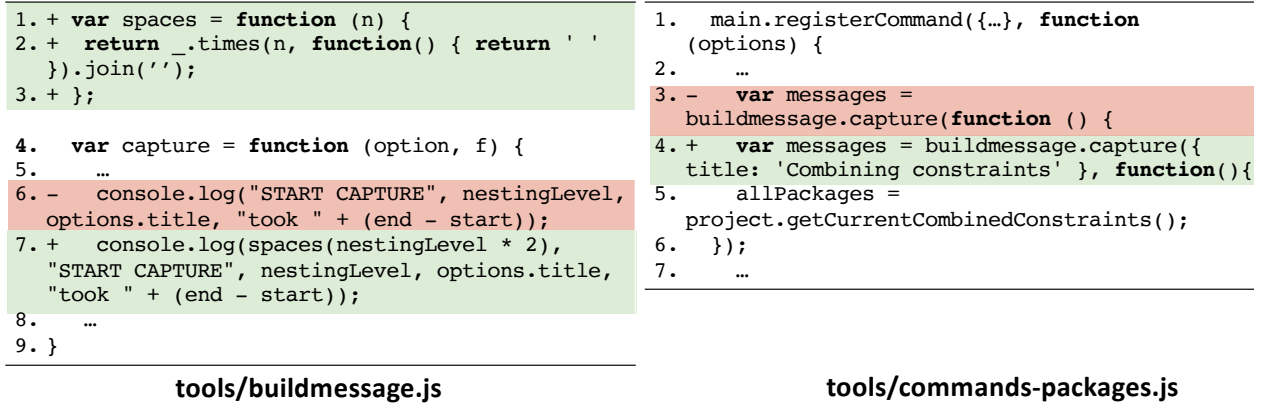 1. + var spaces = function (n) {
2. +  return _.times(n, function() { return ' '
}).join('');
3. + };
4.   var capture = function (option, f) {
5.     …
6. -   console.log("START CAPTURE", nestingLevel,
options.title, "took " + (end - start));
7. +   console.log(spaces(nestingLevel * 2),
"START CAPTURE", nestingLevel, options.title,
"took " + (end - start));
8.    …
9. }
tools/buildmessage.js
1.   main.registerCommand({…}, function
(options) {
2.     …
3. -   var messages =
buildmessage.capture(function () {
4. +   var messages = buildmessage.capture({
title: 'Combining constraints' }, function(){
5.     allPackages =
project.getCurrentCombinedConstraints();
6.   });
7.     …
tools/commands-packages.js